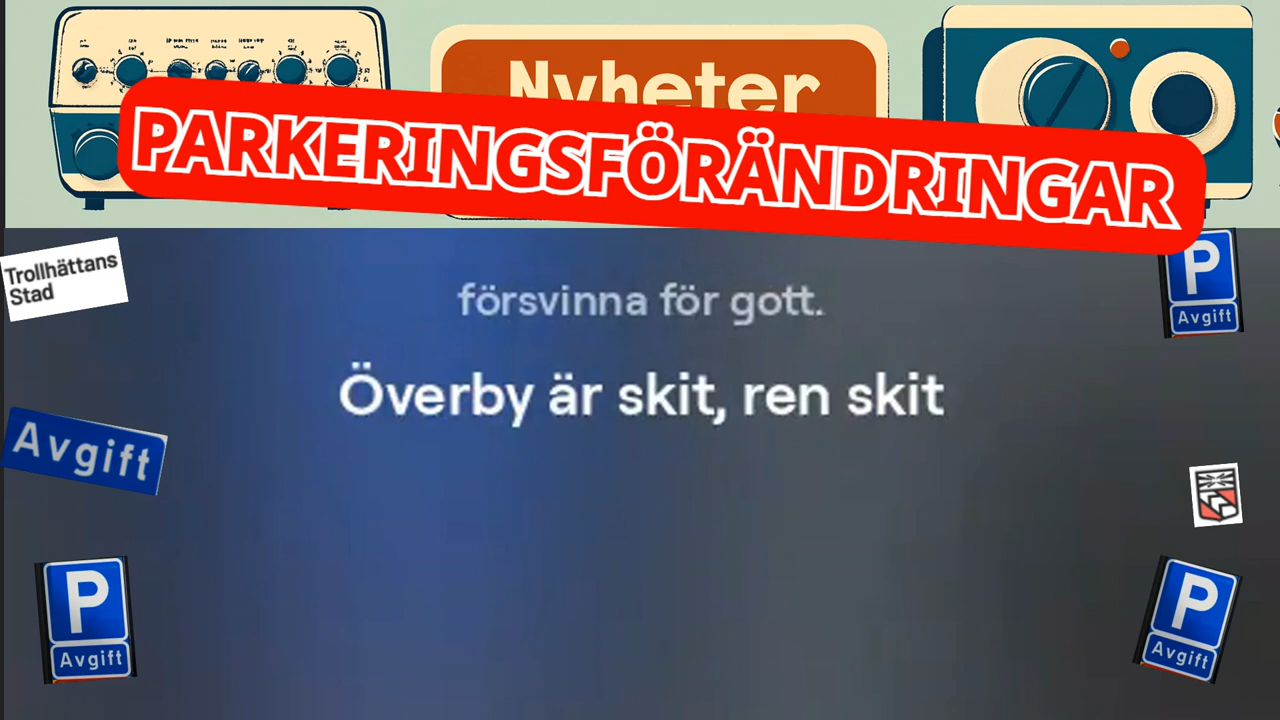 Nyheter
PARKERINGSFÖRÄNDRINGAR
Trollhättans
Stad
P
Avgift
försvinna för gott.
Överby är skit, ren skit
Avgift
P
Avgift
P
Avgift